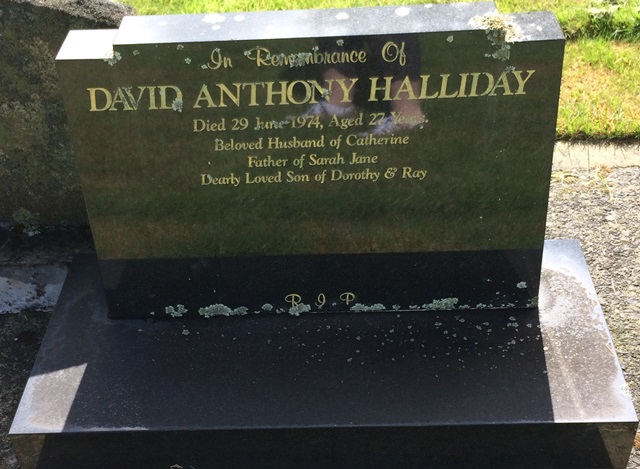 In Remembrance Of
DAVID ANTHONY HALLIDAY
Died 29 June 1974, Aged 27 Years.
Beloved Husband of Catherine
Father of Sarah Jane
Dearly Loved Son of Dorothy & Ray
R I P